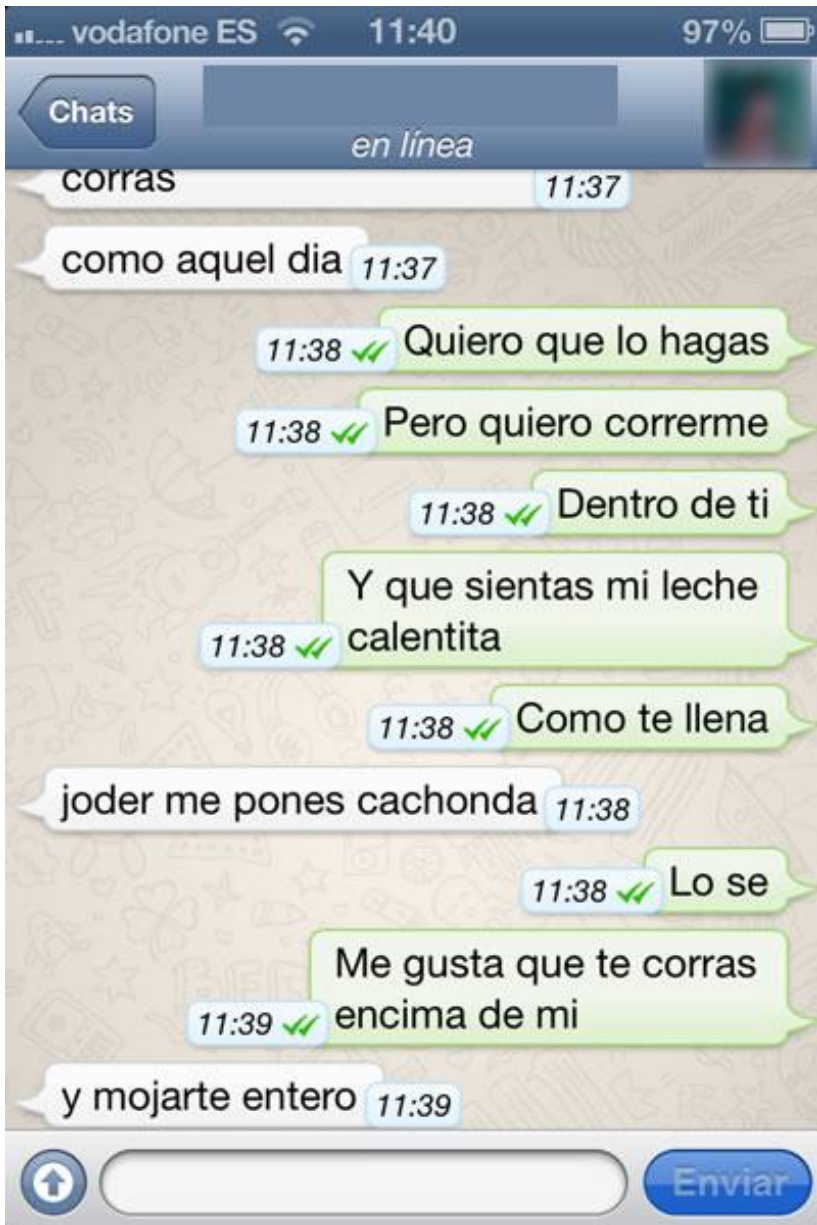 vodafone ES 11:40 97%
Chats
en línea
corras 11:37
como aquel dia 11:37
11:38 Quiero que lo hagas
11:38 Pero quiero correrme
11:38 Dentro de ti
Y que sientas mi leche
11:38 calentita
11:38 Como te llena
joder me pones cachonda 11:38
11:38 Lo se
Me gusta que te corras
11:39 encima de mi
y mojarte entero 11:39
Enviar